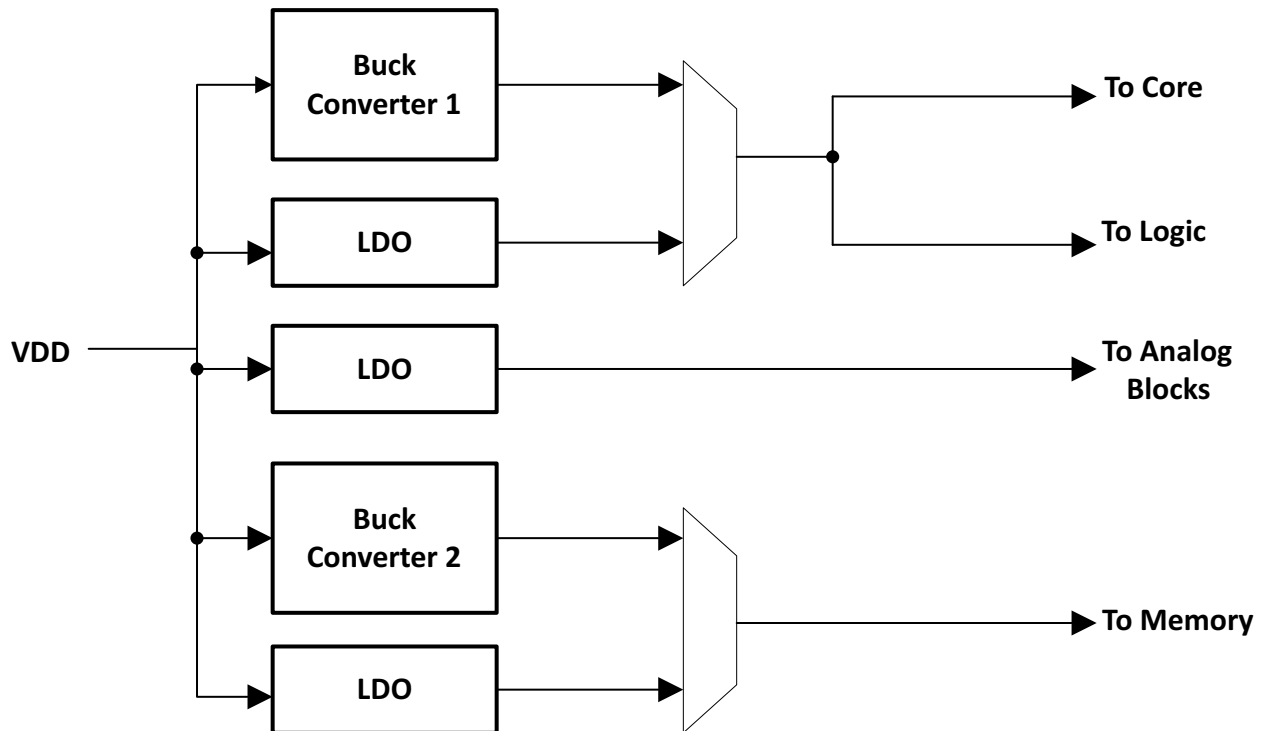 Buck
Converter 1
To Core
LDO
To Logic
VDD
LDO
To Analog
Blocks
Buck
Converter 2
To Memory
LDO